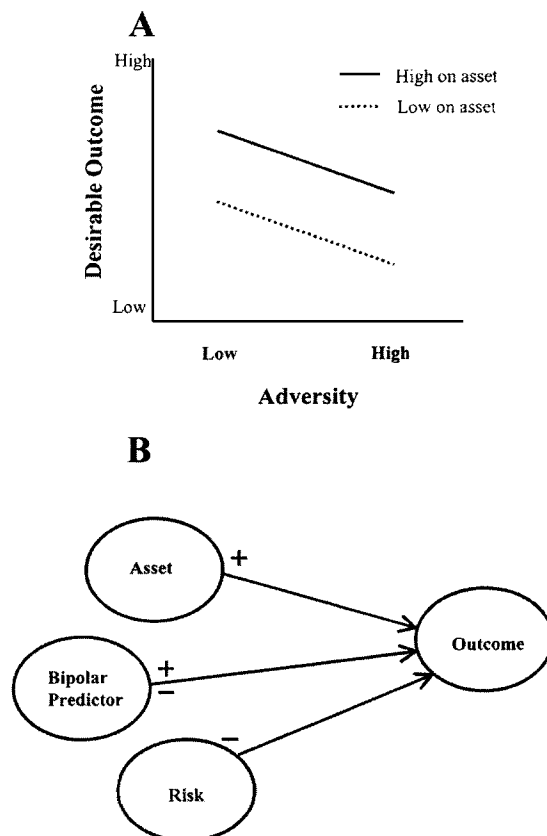 A
High
High on asset
Low on asset
Desirable Outcome
Low
Low High
Adversity
B
Asset
+
Outcome
Bipolar
Predictor
+
−
Risk
−